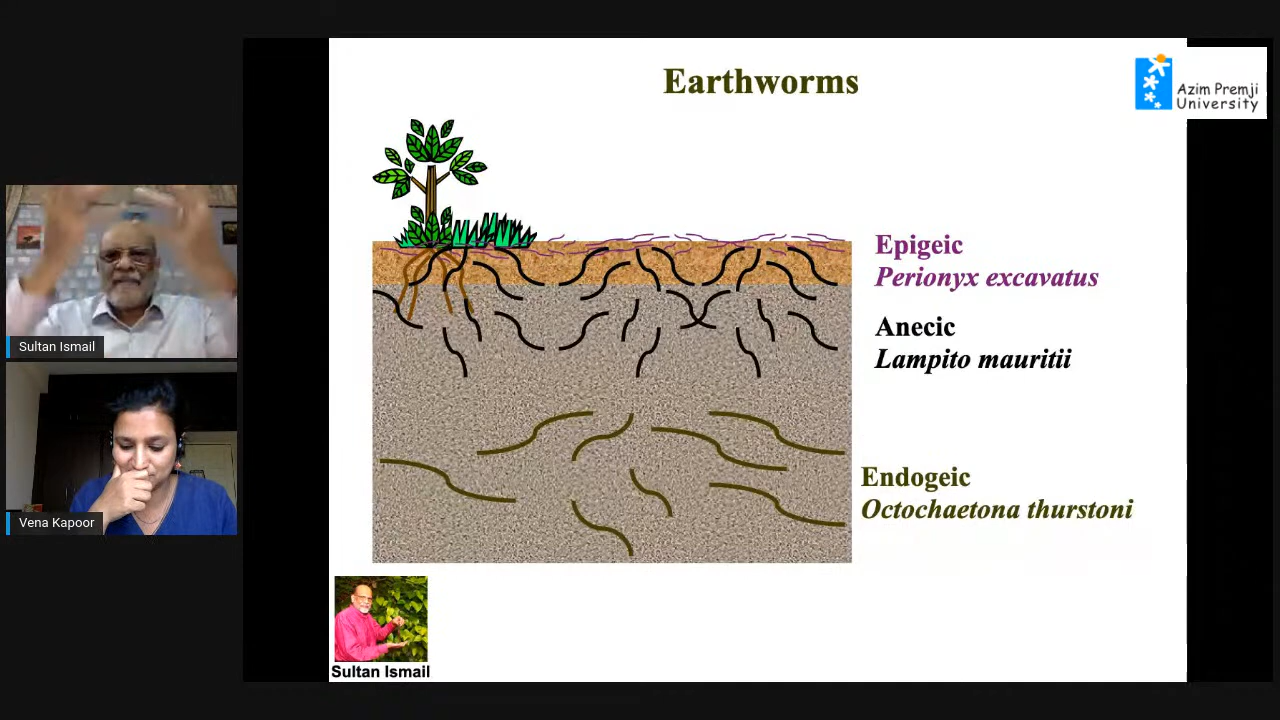 Earthworms
Azim Premji
University
Epigeic
Perionyx excavatus
Anecic
Lampito mauritii
Endogeic
Octochaetona thurstoni
Sultan Ismail
Vena Kapoor
Sultan Ismail